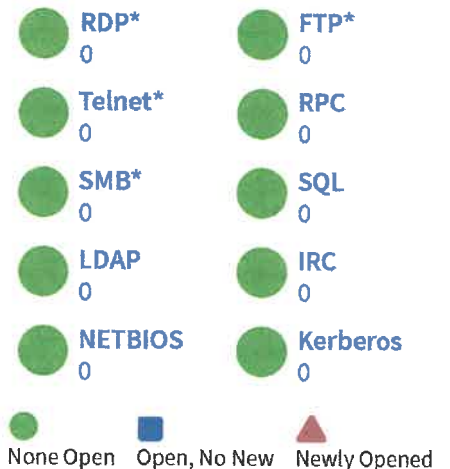 RDP*
0
FTP*
0
Telnet*
0
RPC
0
SMB*
0
SQL
0
LDAP
0
IRC
0
NETBIOS
0
Kerberos
0
None Open
Open, No New
Newly Opened